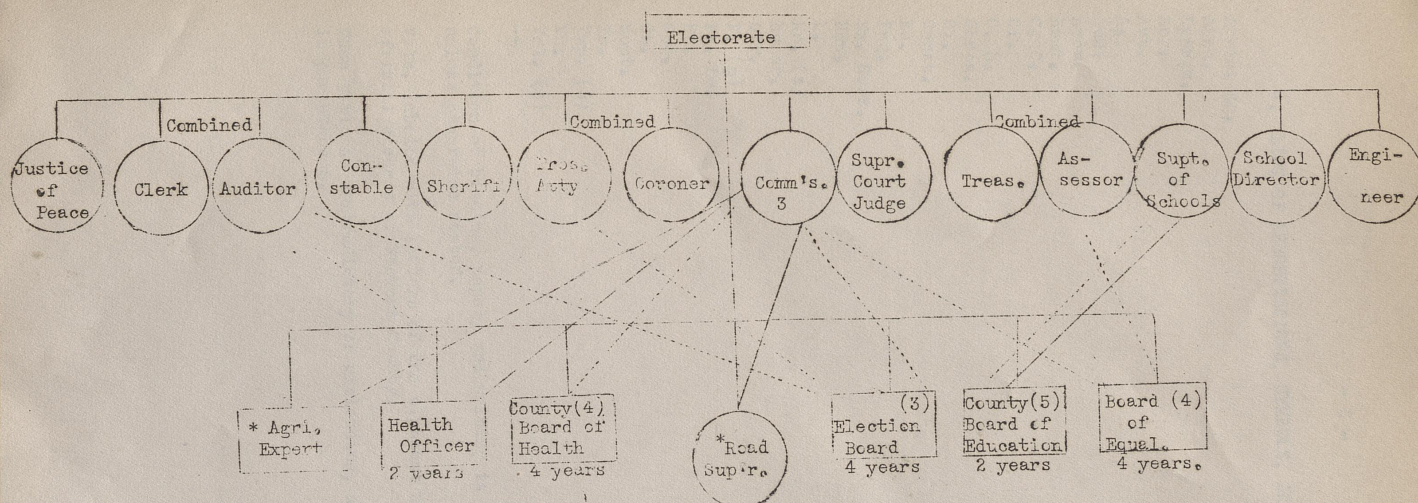 Electorate
Combined
Combined
Combined
Justice
of
Peace
Clerk
Auditor
Con-
stable
Sheriff
Pros.
Atty
Coroner
Comm's.
3
Supr.
Court
Judge
Treas.
As-
sessor
Supt.
of
Schools
School
Director
Engi-
neer
* Agri.
Expert
Health
Officer
2 years
County(4)
Board of
Health
4 years
*Road
Sup'r.
(3)
Election
Board
4 years
County(5)
Board of
Education
2 years
Board (4)
of
Equal.
4 years.